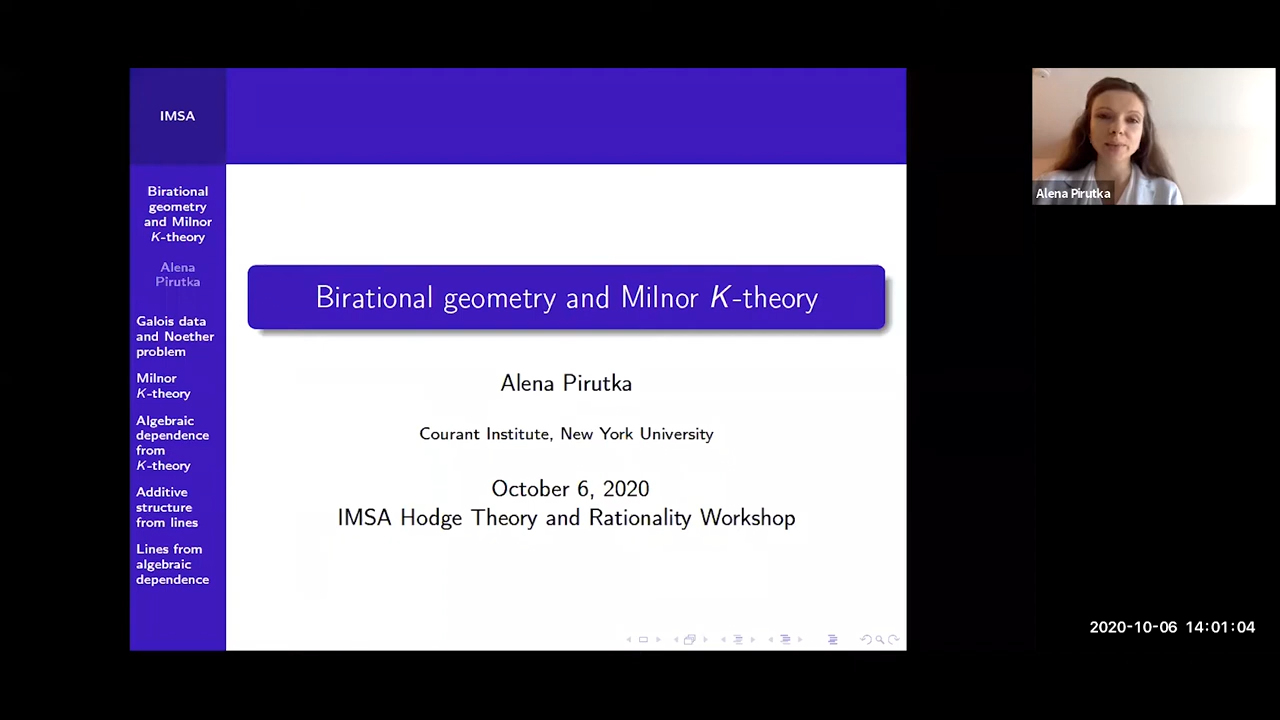 IMSA
Birational
geometry
and Milnor
K-theory
Alena
Pirutka
Galois data
and Noether
problem
Milnor
K-theory
Algebraic
dependence
from
K-theory
Additive
structure
from lines
Lines from
algebraic
dependence
Birational geometry and Milnor K-theory
Alena Pirutka
Courant Institute, New York University
October 6, 2020
IMSA Hodge Theory and Rationality Workshop
Alena Pirutka
2020-10-06 14:01:04